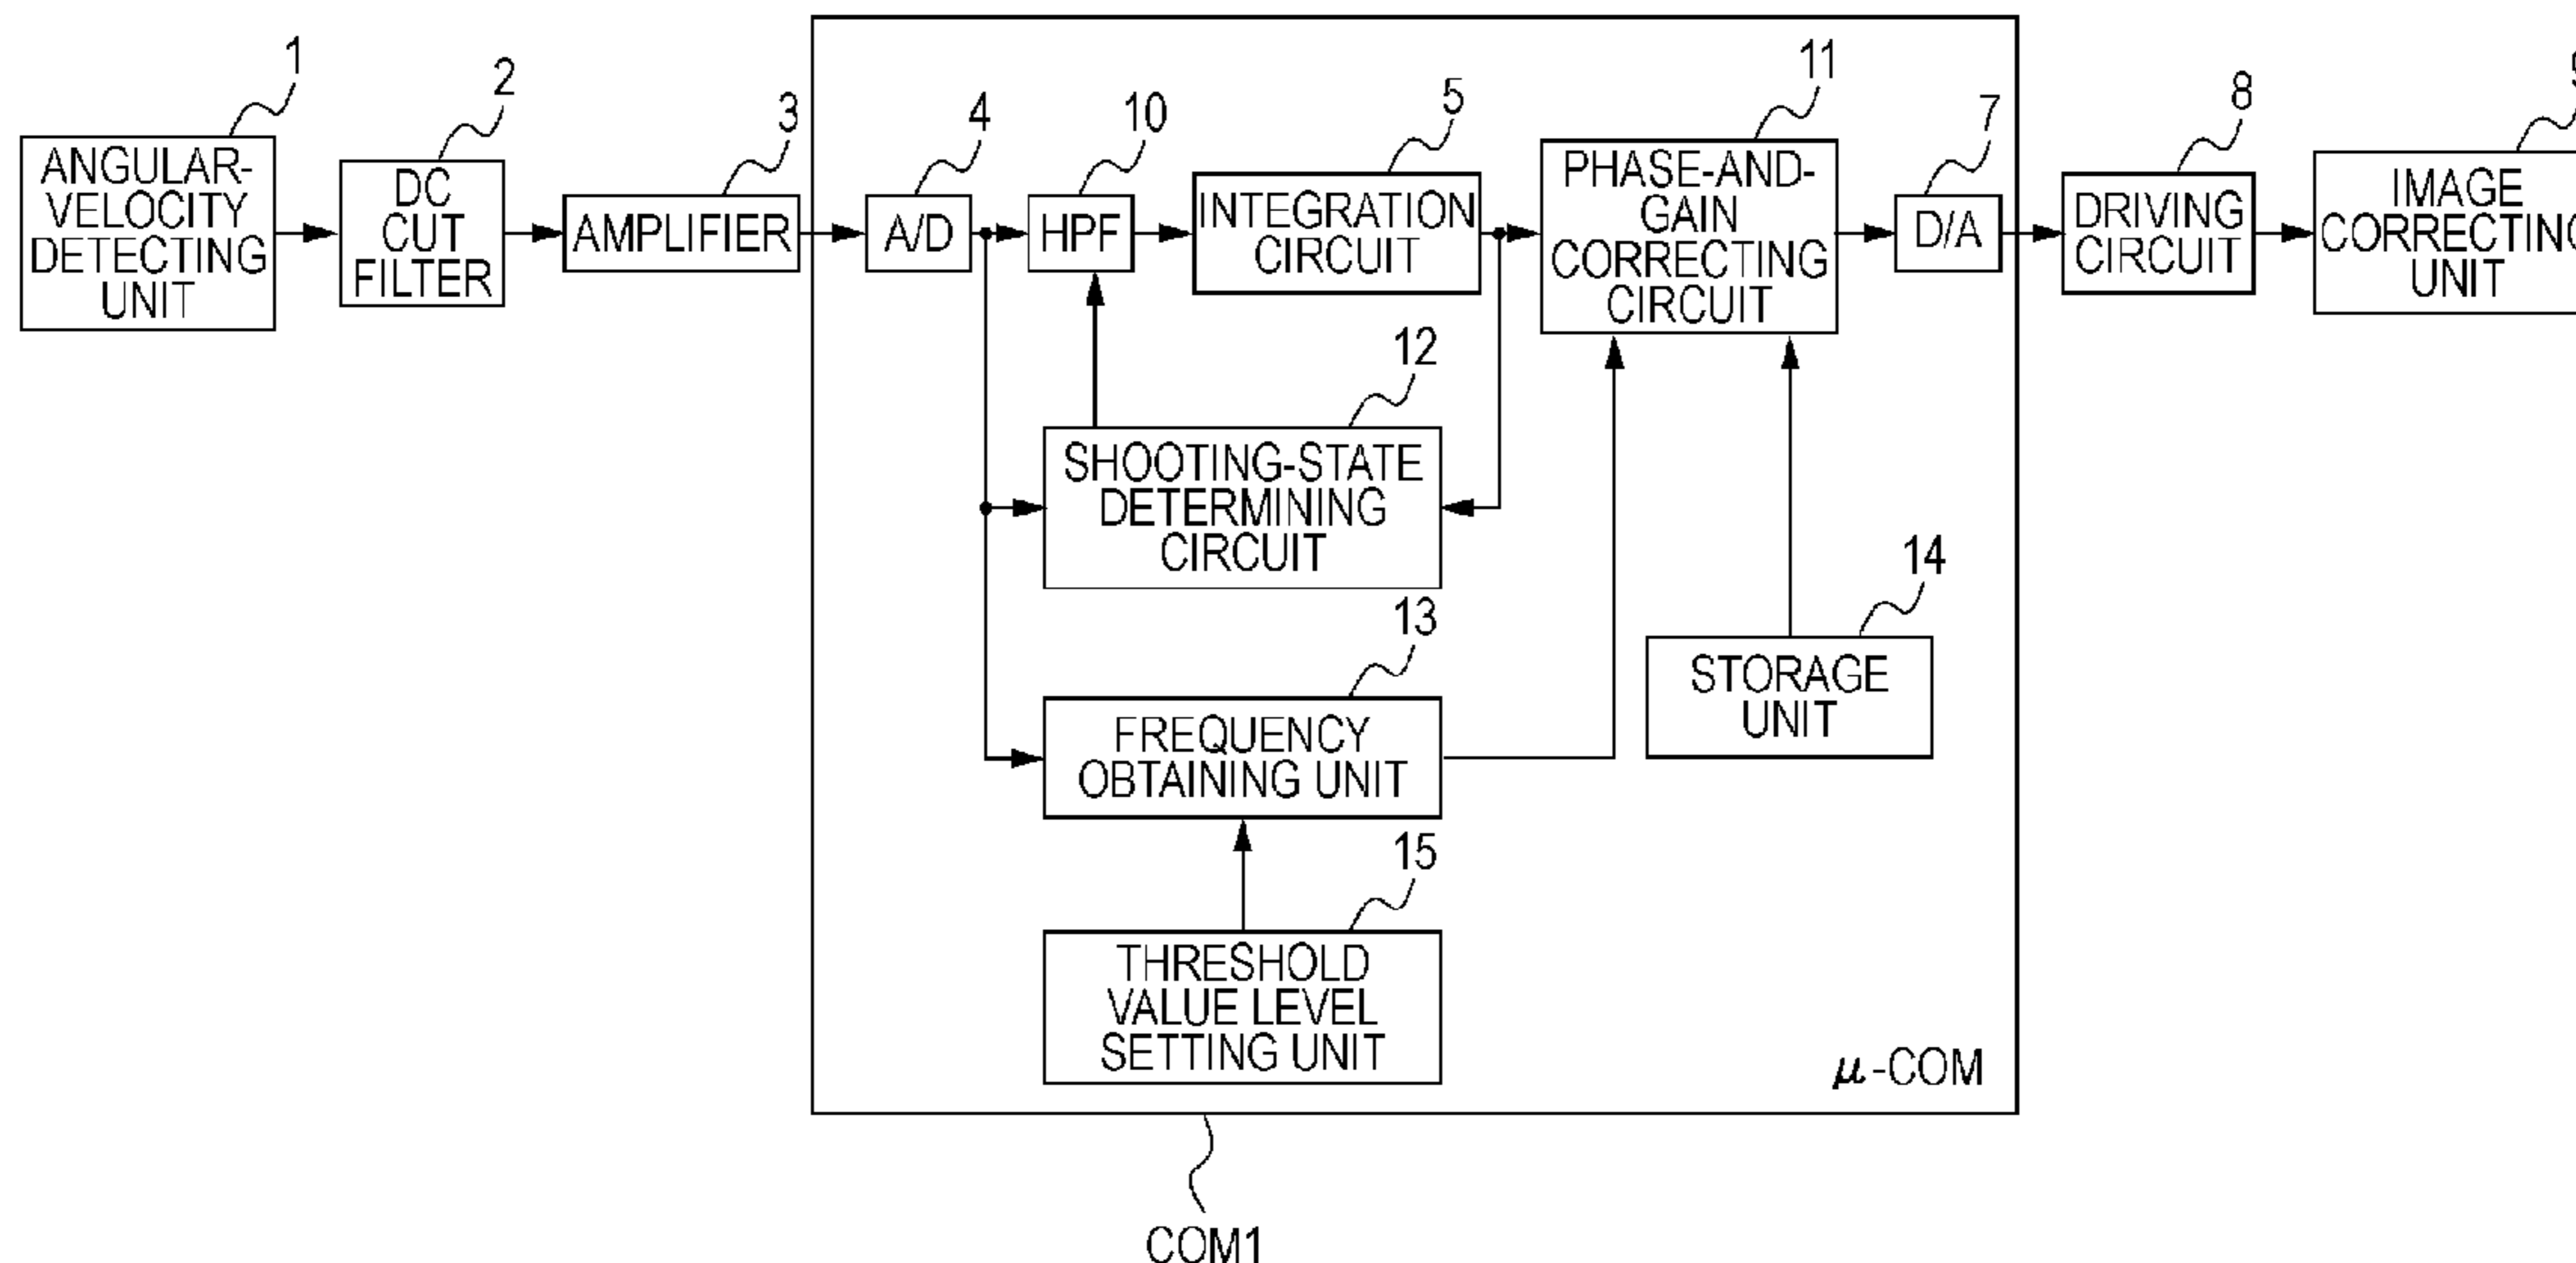 1
2
3
4
10
5
11
7
8
ANGULAR-
VELOCITY
DETECTING
UNIT
DC
CUT
FILTER
AMPLIFIER
A/D
HPF
INTEGRATION
CIRCUIT
PHASE-AND-
GAIN
CORRECTING
CIRCUIT
D/A
DRIVING
CIRCUIT
IMAGE
CORRECTING
UNIT
12
SHOOTING-STATE
DETERMINING
CIRCUIT
13
FREQUENCY
OBTAINING UNIT
14
STORAGE
UNIT
15
THRESHOLD
VALUE LEVEL
SETTING UNIT
μ-COM
COM1